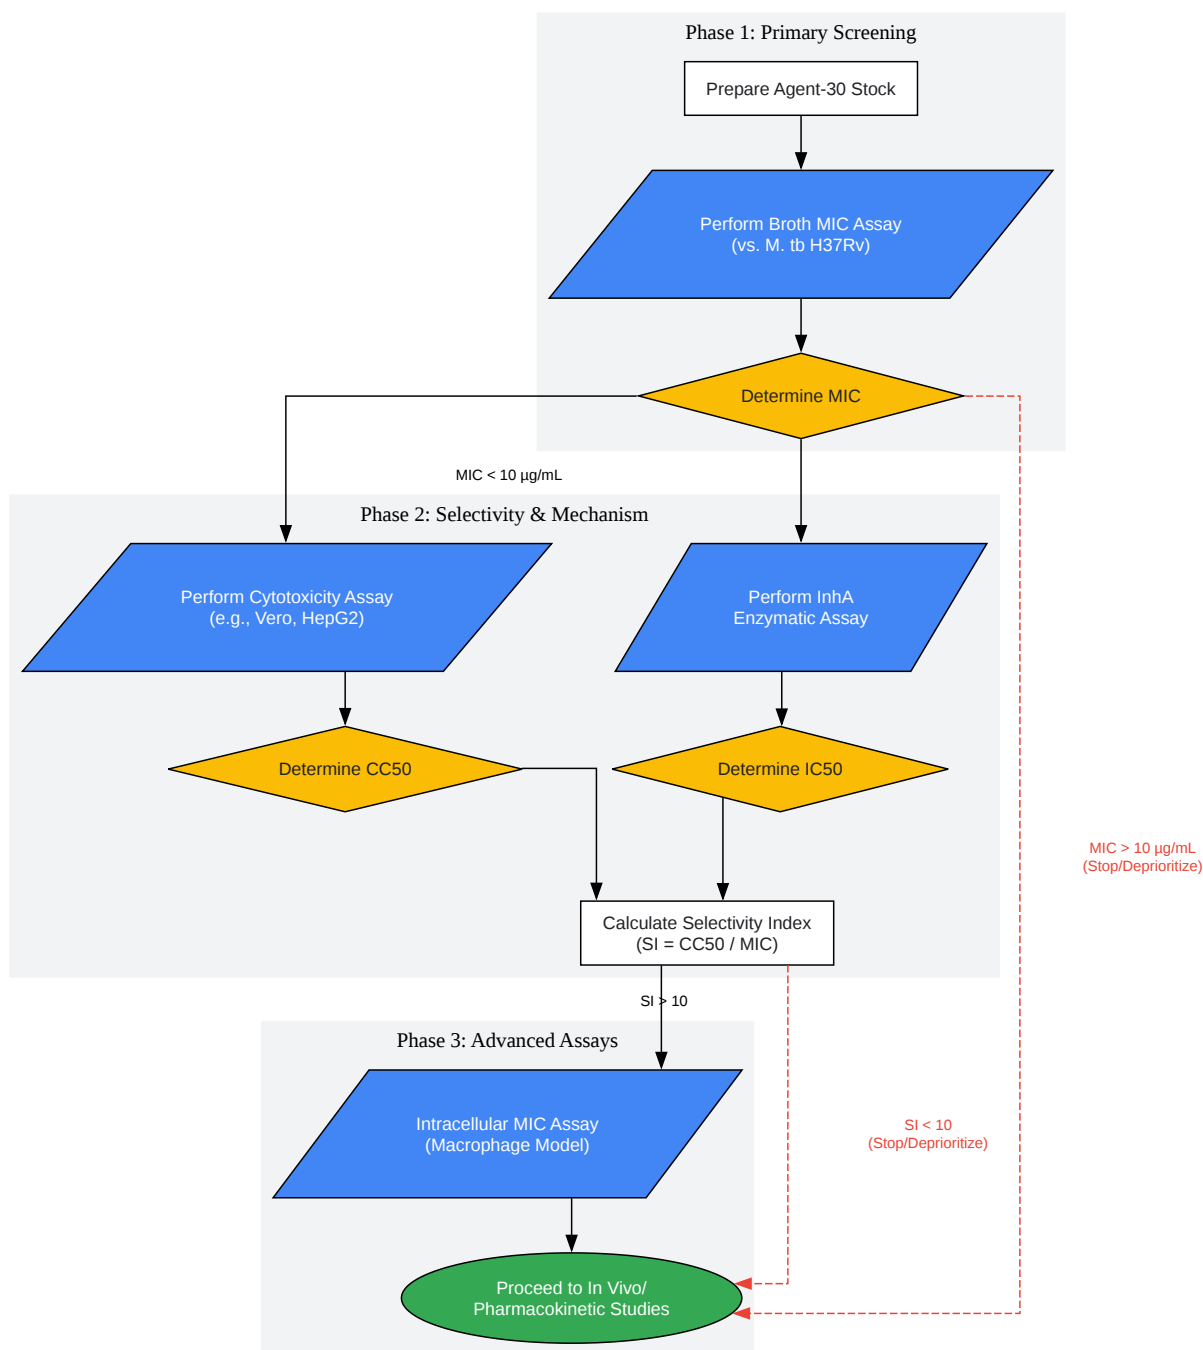 Phase 1: Primary Screening
Prepare Agent-30 Stock
Perform Broth MIC Assay
(vs. M. tb H37Rv)
Determine MIC
MIC < 10 µg/mL
Phase 2: Selectivity & Mechanism
Perform Cytotoxicity Assay
(e.g., Vero, HepG2)
Perform InhA
Enzymatic Assay
Determine CC50
Determine IC50
MIC > 10 µg/mL
(Stop/Deprioritize)
Calculate Selectivity Index
(SI = CC50 / MIC)
SI > 10
Phase 3: Advanced Assays
Intracellular MIC Assay
(Macrophage Model)
SI < 10
(Stop/Deprioritize)
Proceed to In Vivo/
Pharmacokinetic Studies